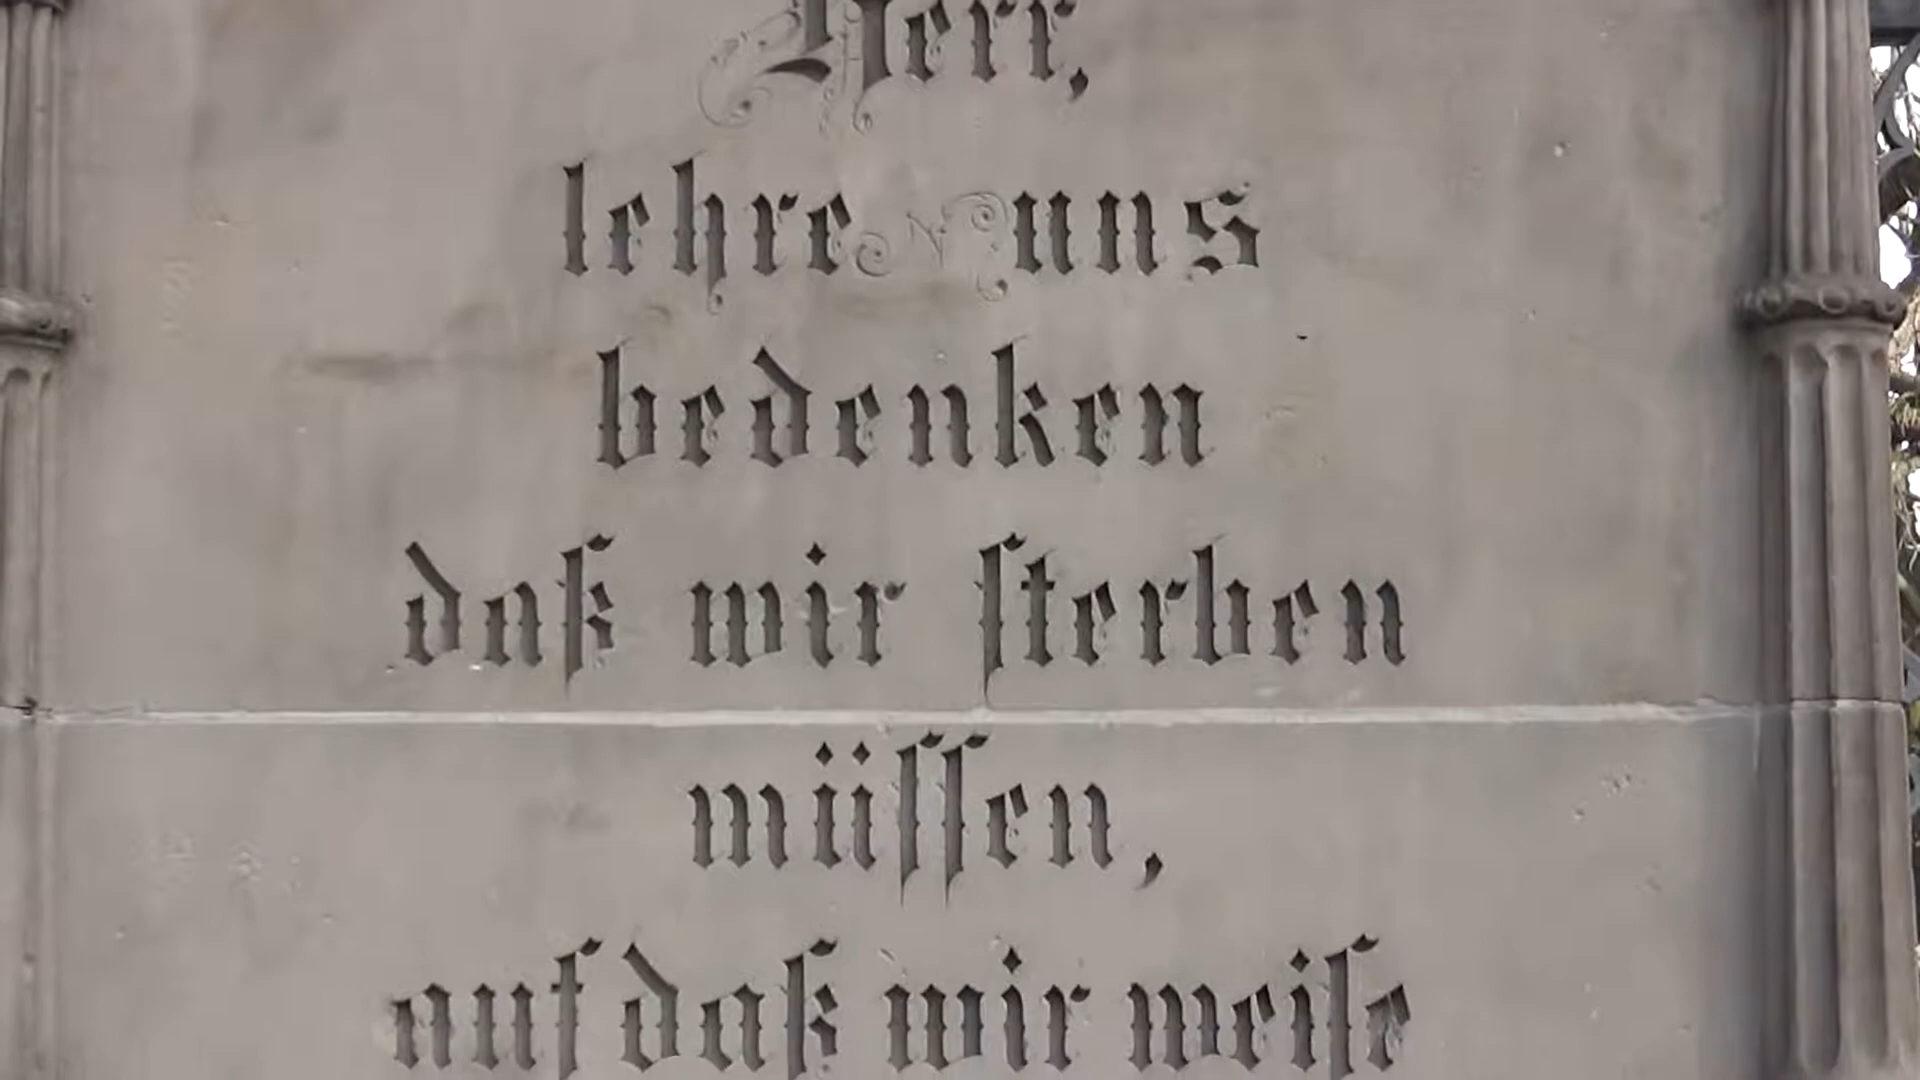 Herr,
lehre uns
bedenken
daß wir ſterben
müſſen,
auf daß wir weiſe